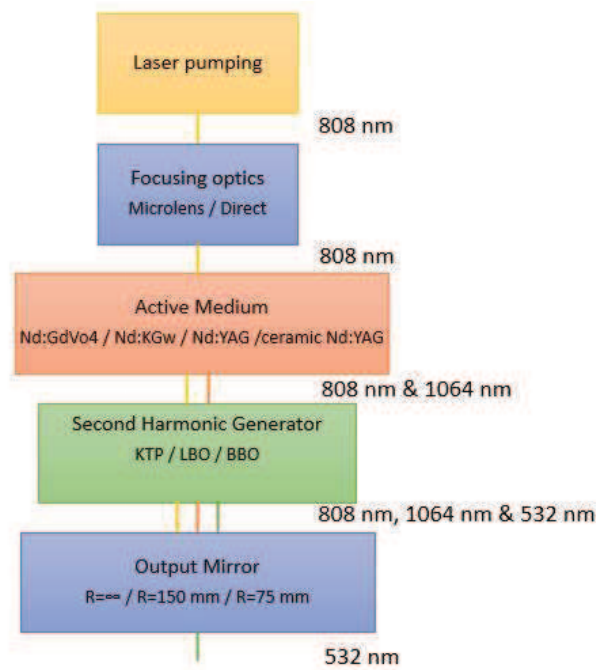 Laser pumping
808 nm
Focusing optics
Microlens / Direct
808 nm
Active Medium
Nd:GdVo4 / Nd:KGw / Nd:YAG /ceramic Nd:YAG
808 nm & 1064 nm
Second Harmonic Generator
KTP / LBO / BBO
808 nm, 1064 nm & 532 nm
Output Mirror
R=∞ / R=150 mm / R=75 mm
532 nm